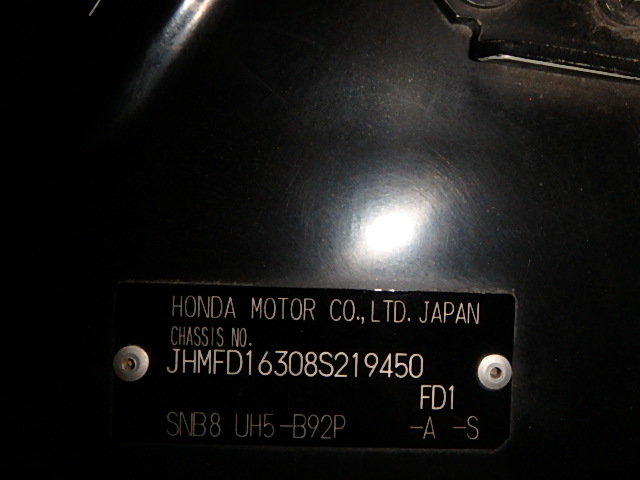 HONDA MOTOR CO.,LTD. JAPAN
CHASSIS NO.
JHMFD16308S219450
FD1
SNB8 UH5-B92P -A -S